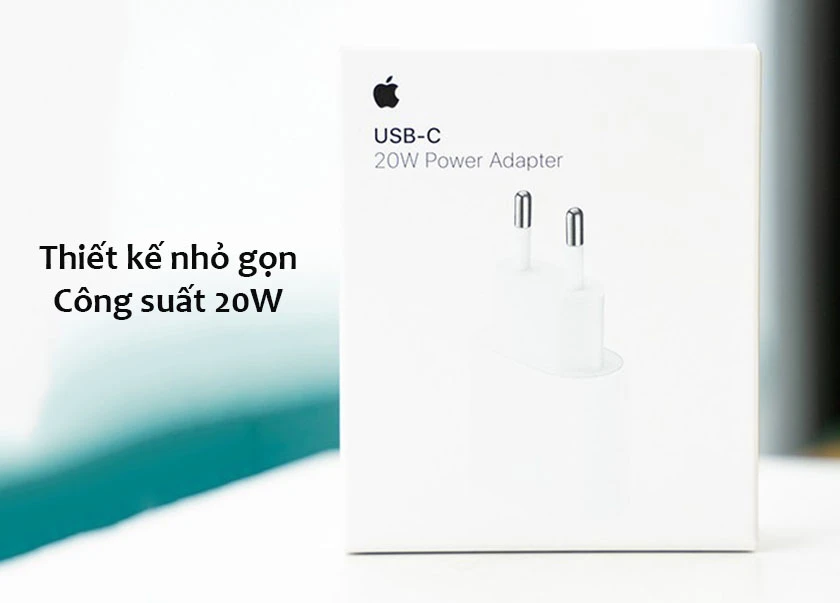 USB-C
20W Power Adapter
Thiết kế nhỏ gọn
Công suất 20W